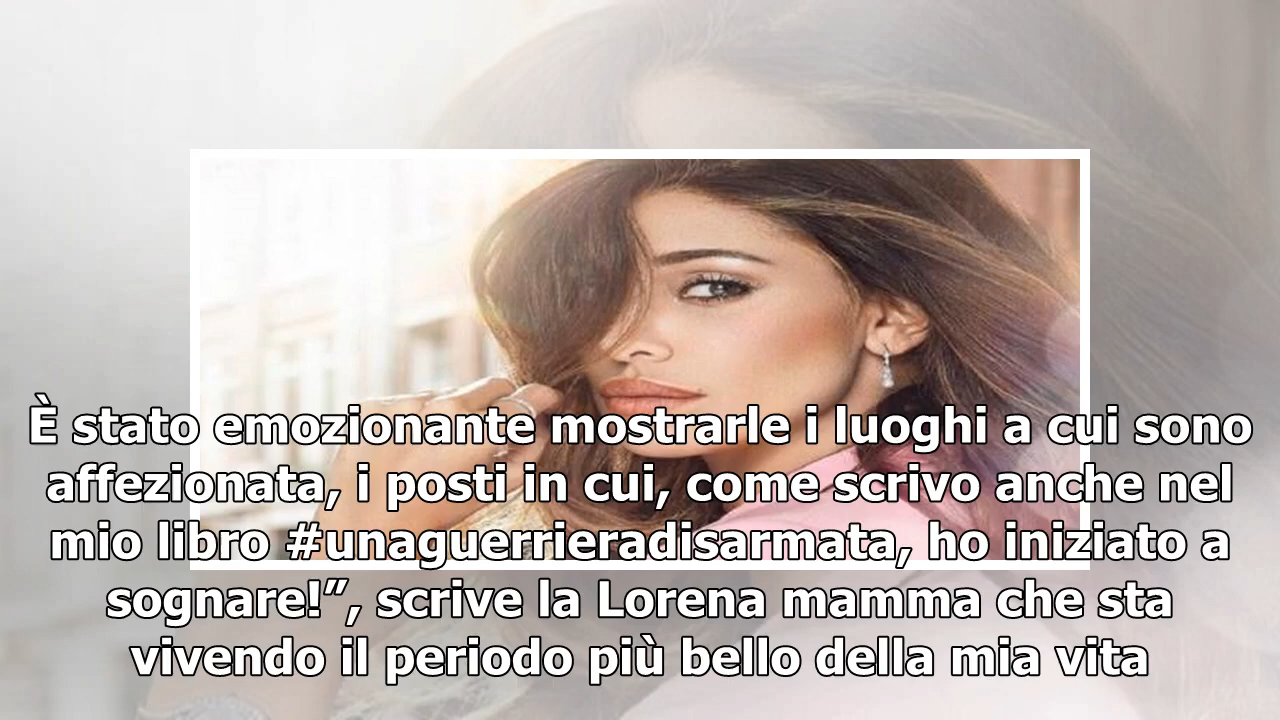 È stato emozionante mostrarle i luoghi a cui sono
affezionata, i posti in cui, come scrivo anche nel
mio libro #unaguerrieradisarmata, ho iniziato a
sognare!”, scrive la Lorena mamma che sta
vivendo il periodo più bello della mia vita